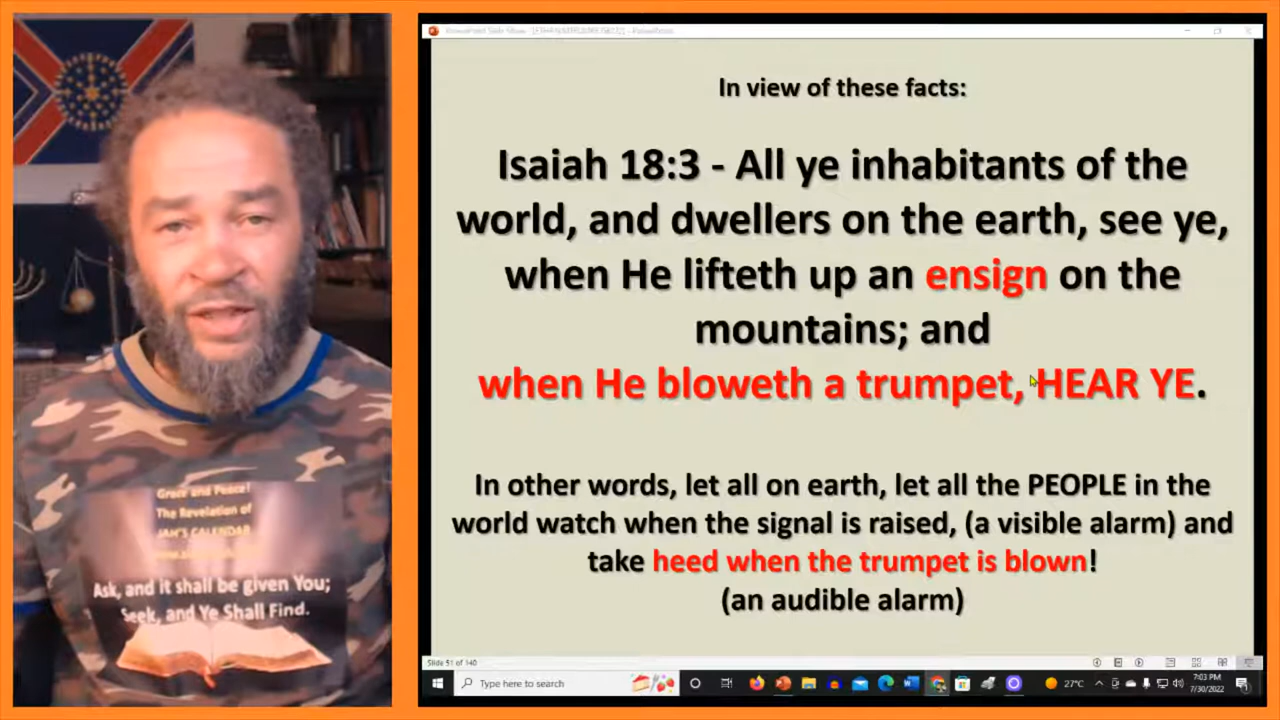 In view of these facts:
Isaiah 18:3 - All ye inhabitants of the
world, and dwellers on the earth, see ye,
when He lifteth up an ensign on the
mountains; and
when He bloweth a trumpet, HEAR YE.
In other words, let all on earth, let all the PEOPLE in the
world watch when the signal is raised, (a visible alarm) and
take heed when the trumpet is blown!
(an audible alarm)
Slide 51 of 140
Type here to search
27°C
7:03 PM
7/30/2022
Grace and Peace!
The Revelation of
JAH'S CALENDAR
Ask, and it shall be given You;
Seek, and Ye Shall Find.